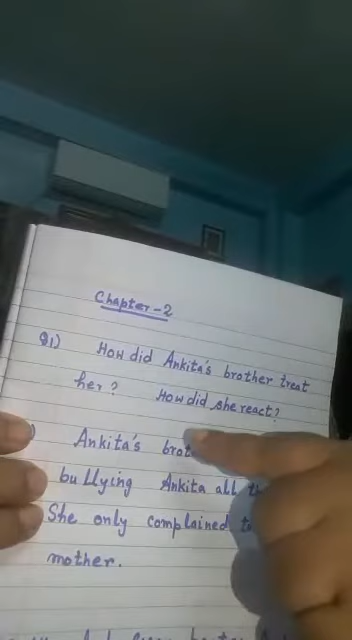 Chapter-2
Q1) How did Ankita's brother treat
her? How did she react?
Ankita's
bullying Ankita all
She only complained
mother.